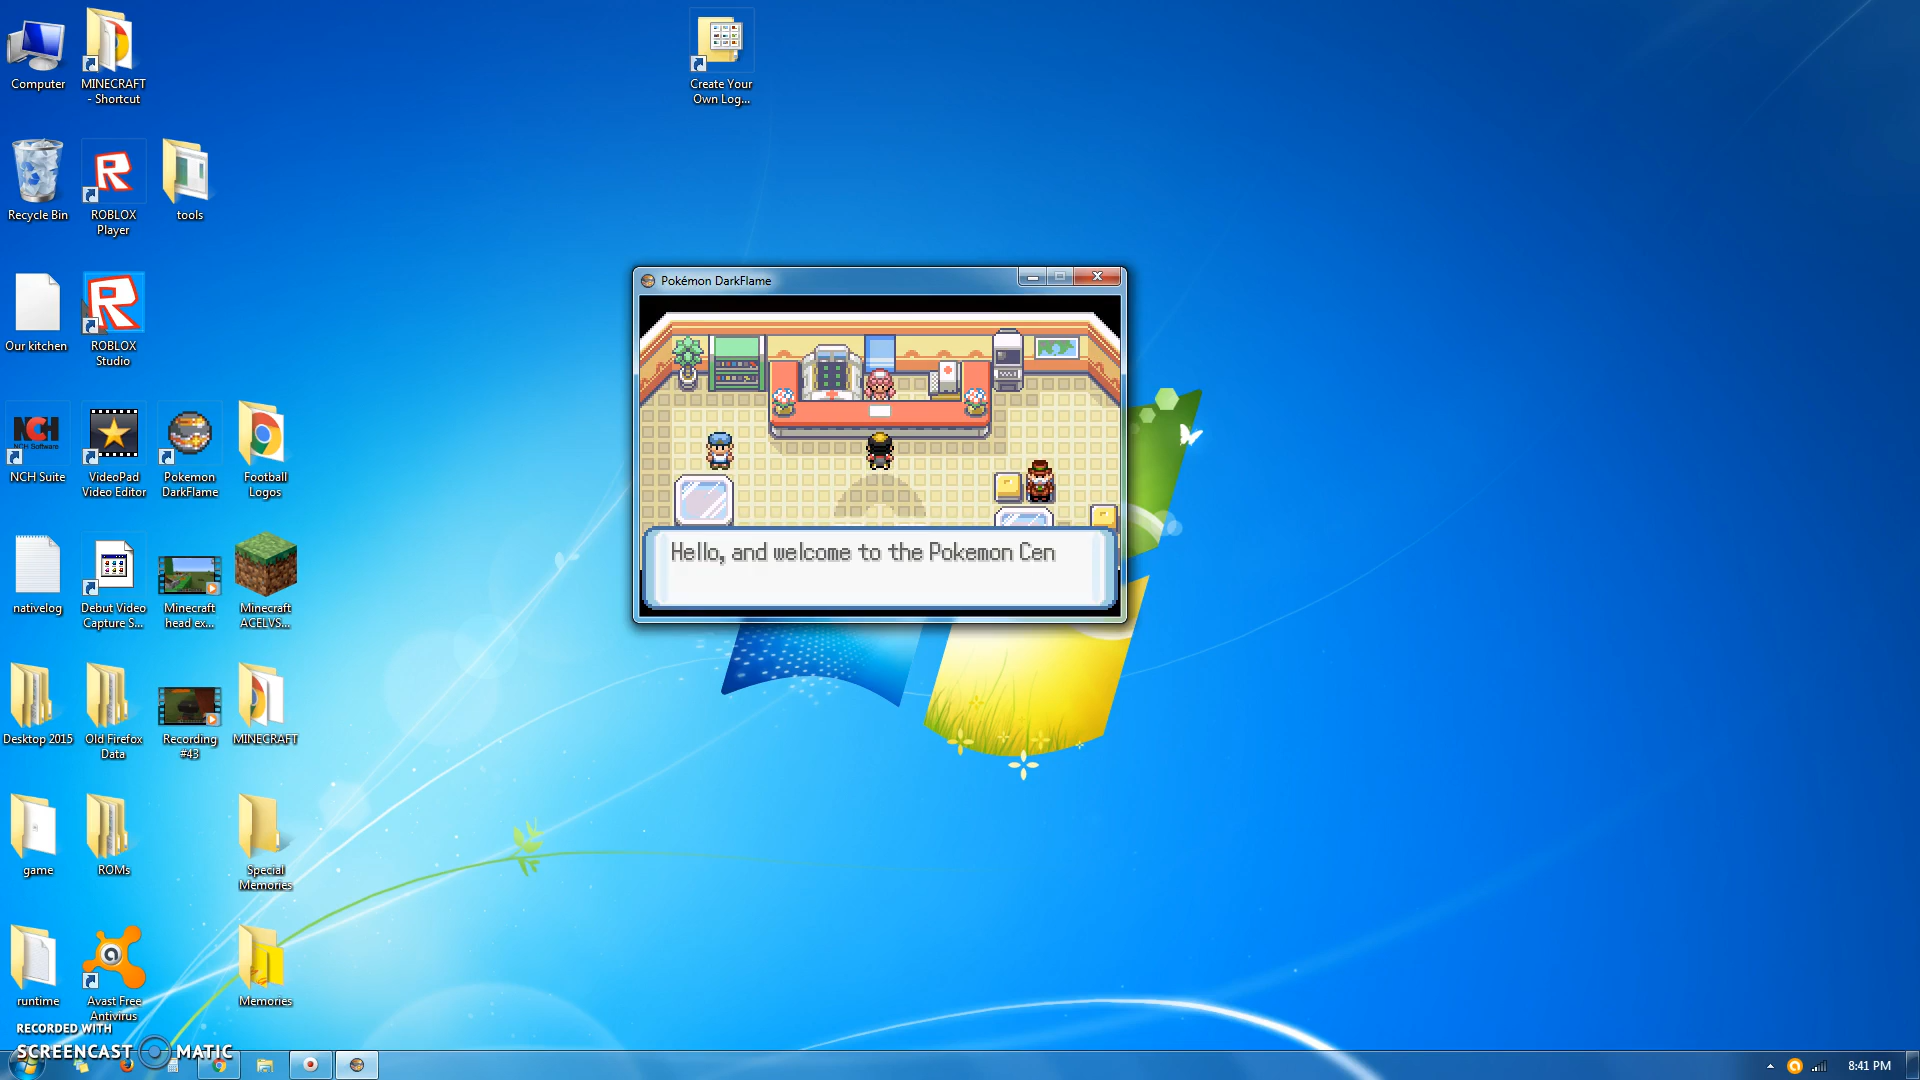 Computer
MINECRAFT
- Shortcut
Create Your
Own Log...
Recycle Bin
ROBLOX
Player
tools
Pokémon DarkFlame
Our kitchen
ROBLOX
Studio
NCH
NCH Software
NCH Suite
VideoPad
Video Editor
Pokemon
DarkFlame
Football
Logos
Hello, and welcome to the Pokemon Cen
nativelog
Debut Video
Capture S...
Minecraft
head ex...
Minecraft
ACELVS...
Desktop 2015
Old Firefox
Data
Recording
#43
MINECRAFT
game
ROMs
Special
Memories
runtime
Avast Free
Antivirus
Memories
RECORDED WITH
SCREENCAST MATIC
8:41 PM